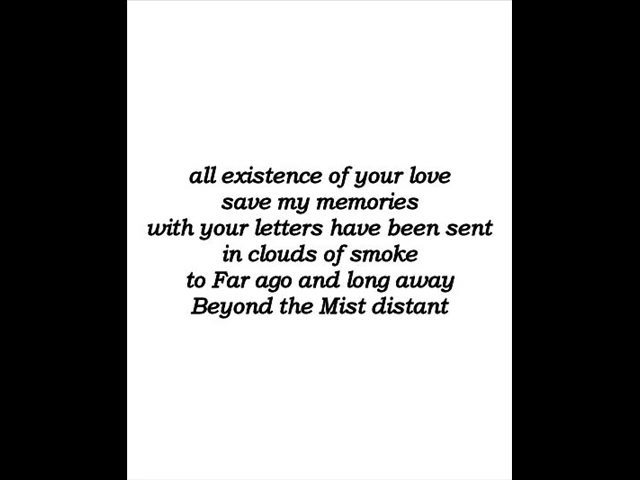 all existence of your love
save my memories
with your letters have been sent
in clouds of smoke
to Far ago and long away
Beyond the Mist distant